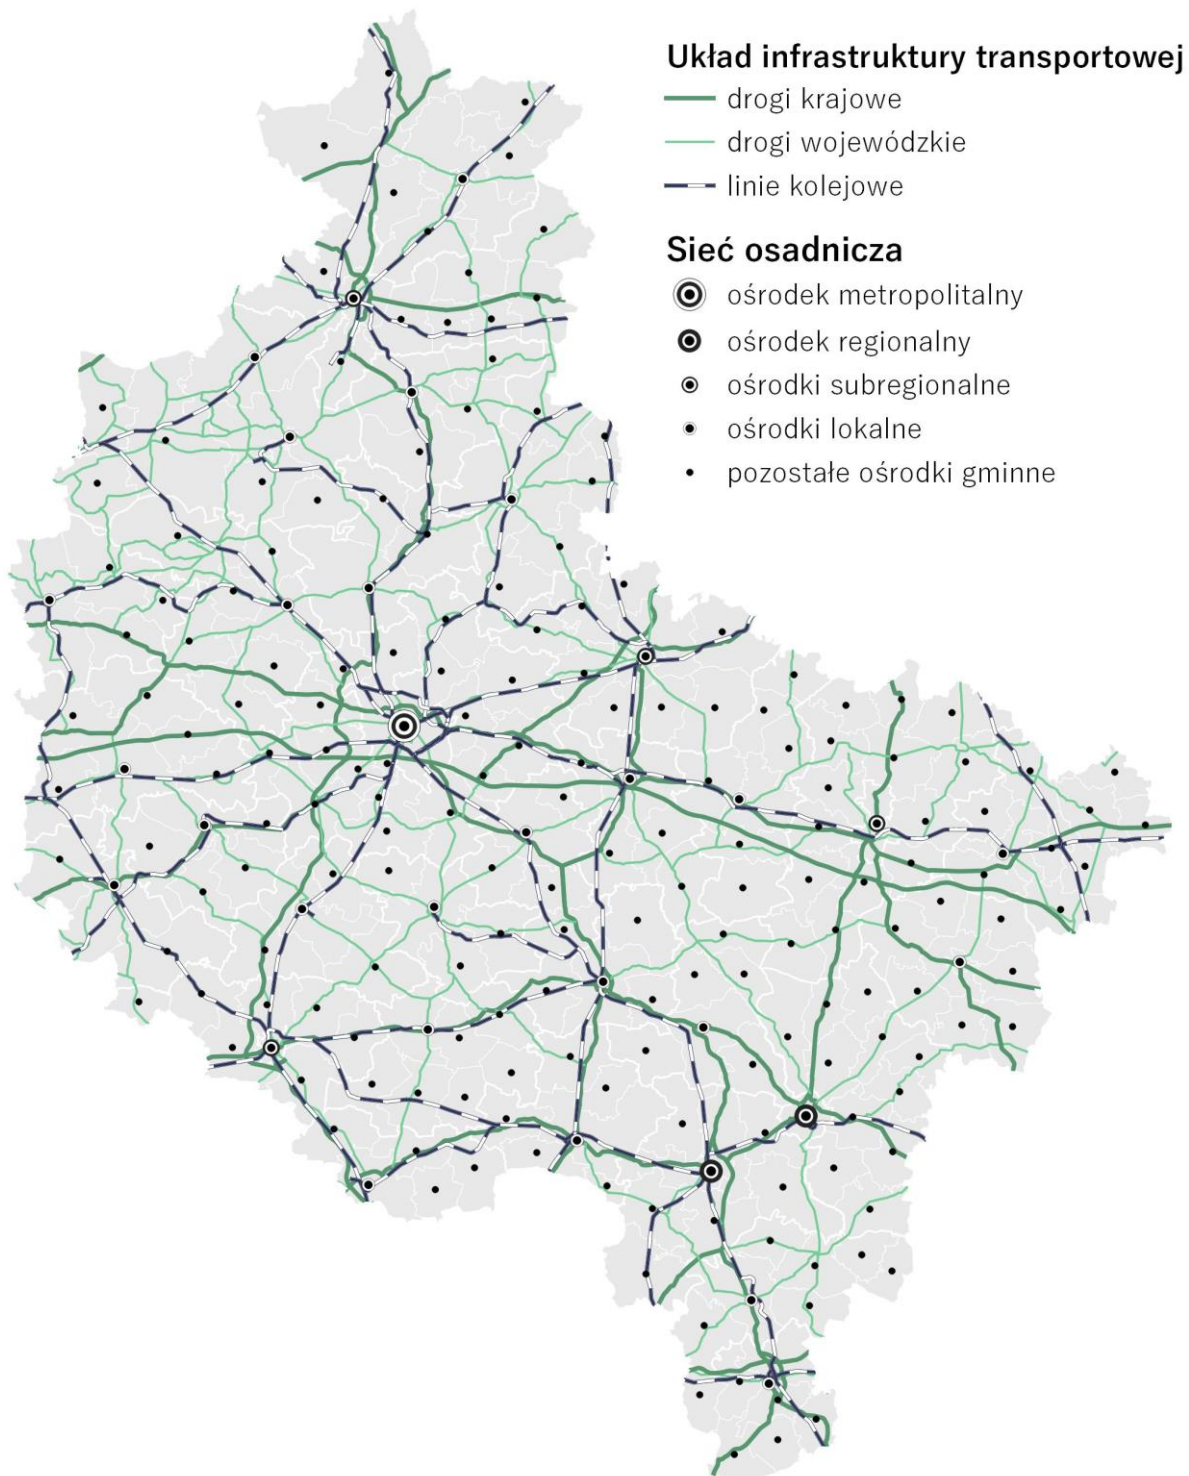 Układ infrastruktury transportowej
drogi krajowe
drogi wojewódzkie
linie kolejowe
Sieć osadnicza
ośrodek metropolitalny
ośrodek regionalny
ośrodki subregionalne
ośrodki lokalne
pozostałe ośrodki gminne